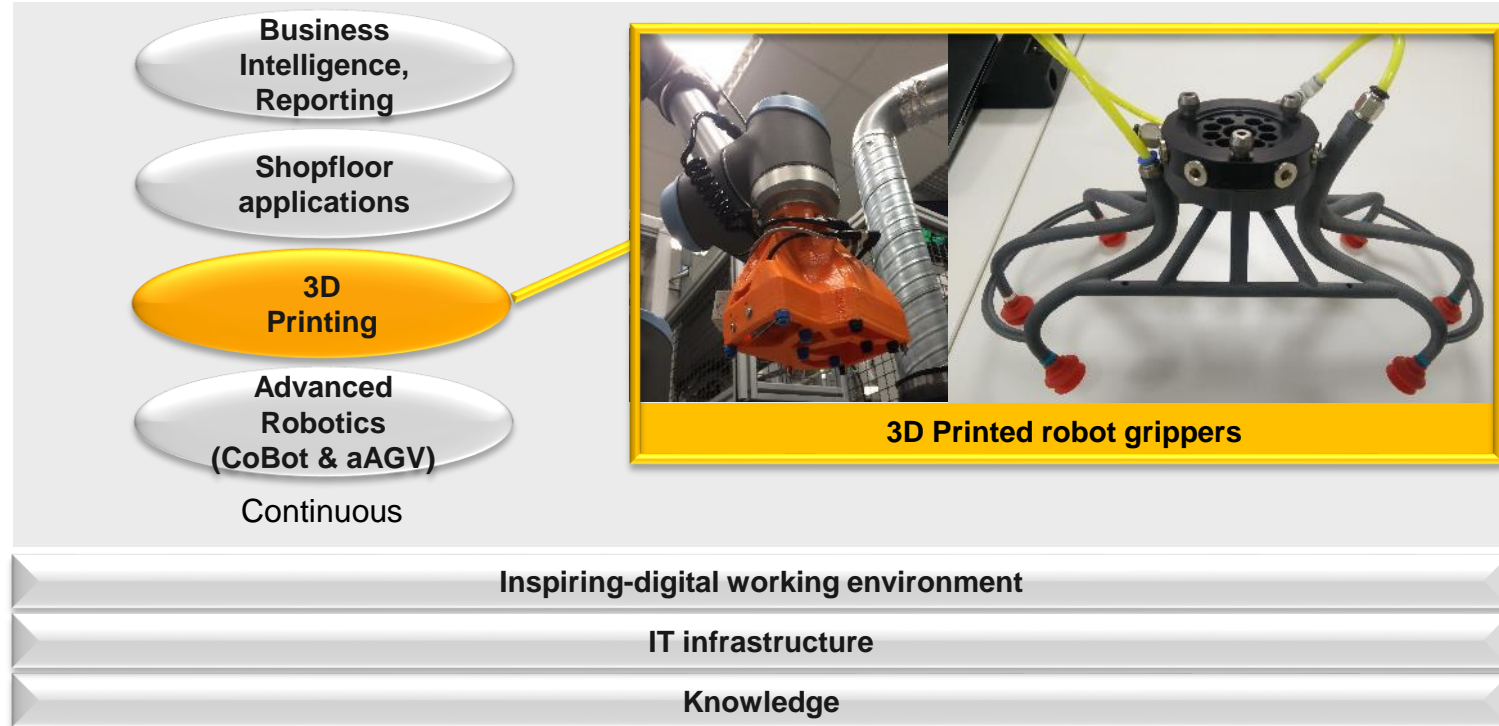 Business
Intelligence,
Reporting
Shopfloor
applications
3D
Printing
Advanced
Robotics
(CoBot & aAGV)
Continuous
3D Printed robot grippers
Inspiring-digital working environment
IT infrastructure
Knowledge